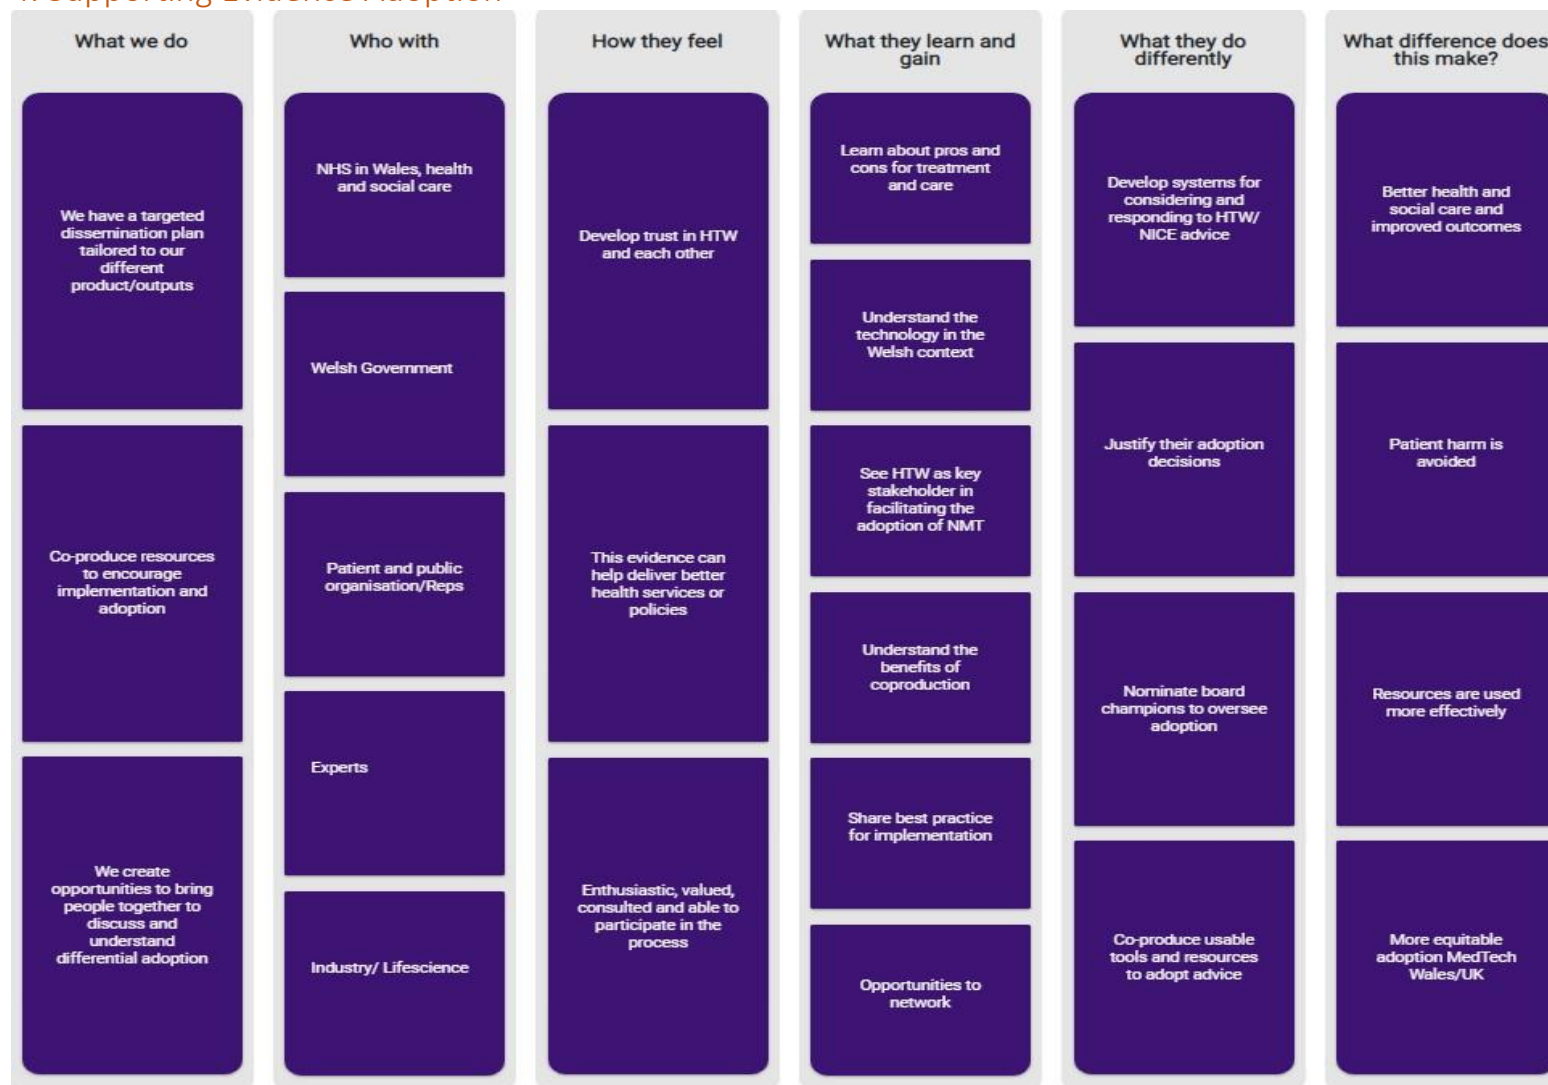 4. Supporting Evidence Adoption
What we do
We have a targeted
dissemination plan
tailored to our
different
product/outputs
Co-produce resources
to encourage
implementation and
adoption
We create
opportunities to bring
people together to
discuss and
understand
differential adoption
Who with
NHS in Wales, health
and social care
Welsh Government
Patient and public
organisation/Reps
Experts
Industry/ Lifescience
How they feel
Develop trust in HTW
and each other
This evidence can
help deliver better
health services or
policies
Enthusiastic, valued,
consulted and able to
participate in the
process
What they learn and
gain
Learn about pros and
cons for treatment
and care
Understand the
technology in the
Welsh context
See HTW as key
stakeholder in
facilitating the
adoption of NMT
Understand the
benefits of
coproduction
Share best practice
for implementation
Opportunities to
network
What they do
differently
Develop systems for
considering and
responding to HTW/
NICE advice
Justify their adoption
decisions
Nominate board
champions to oversee
adoption
Co-produce usable
tools and resources
to adopt advice
What difference does
this make?
Better health and
social care and
improved outcomes
Patient harm is
avoided
Resources are used
more effectively
More equitable
adoption MedTech
Wales/UK